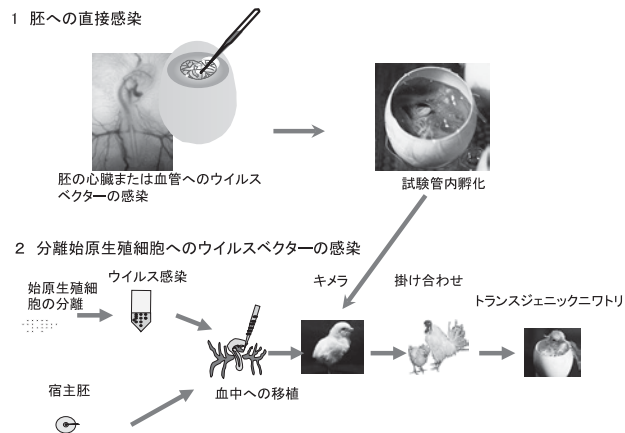 1 胚への直接感染
胚の心臓または血管へのウイルス
ベクターの感染
試験管内孵化
2 分離始原生殖細胞へのウイルスベクターの感染
始原生殖細
胞の分離
ウイルス感染
キメラ
掛け合わせ
トランスジェニックニワトリ
宿主胚
血中への移植